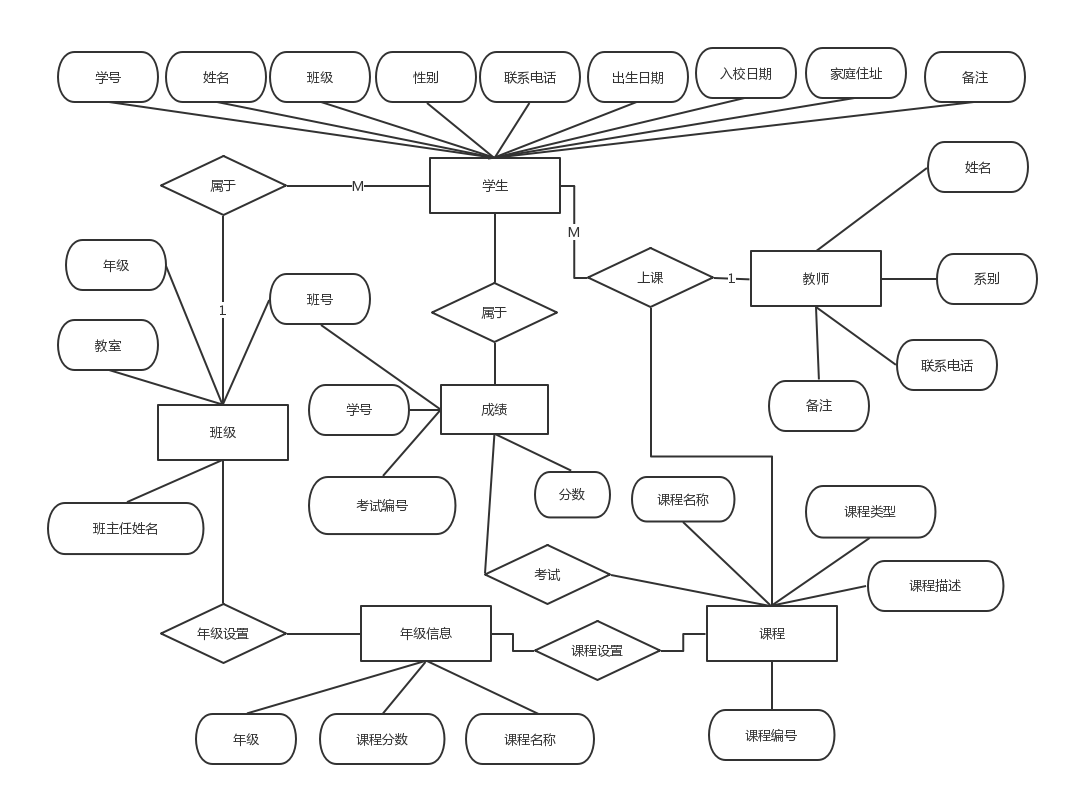 学号
姓名
班级
性别
联系电话
出生日期
入校日期
家庭住址
备注
属于
M
学生
姓名
M
年级
班号
上课
1
教师
系别
1
属于
教室
联系电话
班级
学号
成绩
备注
考试编号
分数
课程名称
课程类型
班主任姓名
考试
课程描述
年级设置
年级信息
课程设置
课程
年级
课程分数
课程名称
课程编号